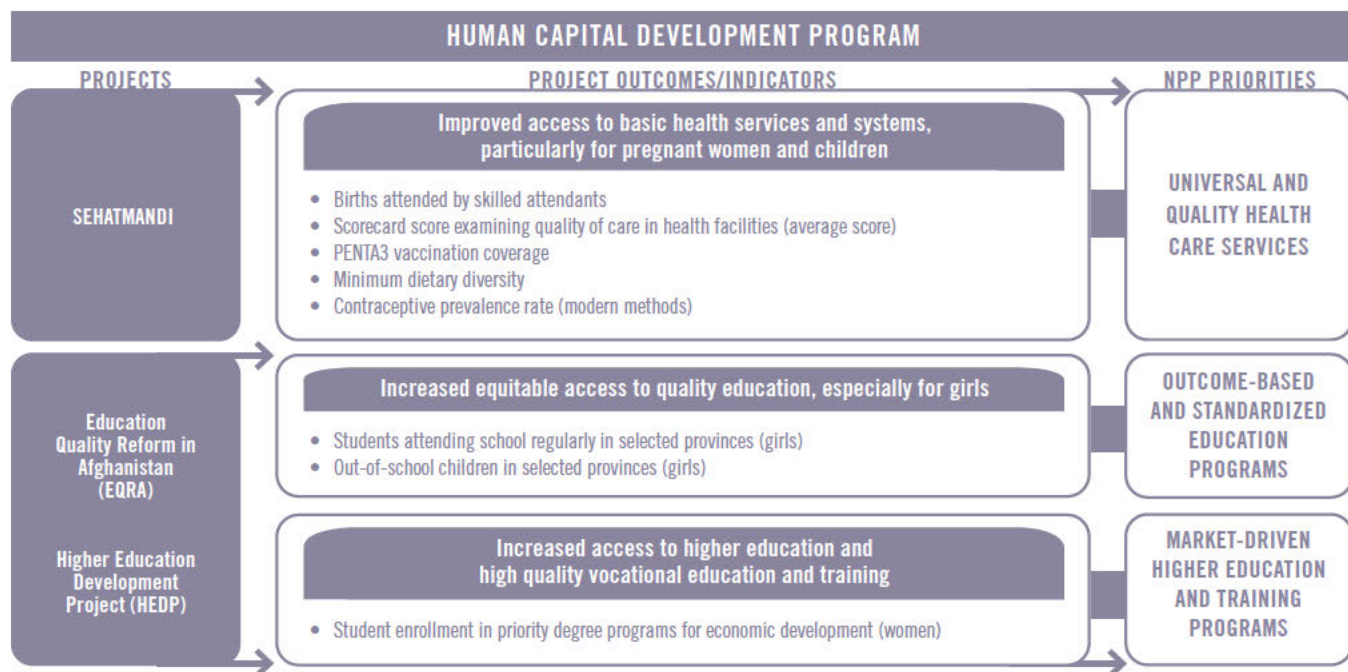 HUMAN CAPITAL DEVELOPMENT PROGRAM
PROJECTS
PROJECT OUTCOMES/INDICATORS
NPP PRIORITIES
SEHATMANDI
Improved access to basic health services and systems,
particularly for pregnant women and children
• Births attended by skilled attendants
• Scorecard score examining quality of care in health facilities (average score)
• PENTA3 vaccination coverage
• Minimum dietary diversity
• Contraceptive prevalence rate (modern methods)
UNIVERSAL AND
QUALITY HEALTH
CARE SERVICES
Education
Quality Reform in
Afghanistan
(EQRA)
Increased equitable access to quality education, especially for girls
• Students attending school regularly in selected provinces (girls)
• Out-of-school children in selected provinces (girls)
OUTCOME-BASED
AND STANDARDIZED
EDUCATION
PROGRAMS
Higher Education
Development
Project (HEDP)
Increased access to higher education and
high quality vocational education and training
• Student enrollment in priority degree programs for economic development (women)
MARKET-DRIVEN
HIGHER EDUCATION
AND TRAINING
PROGRAMS